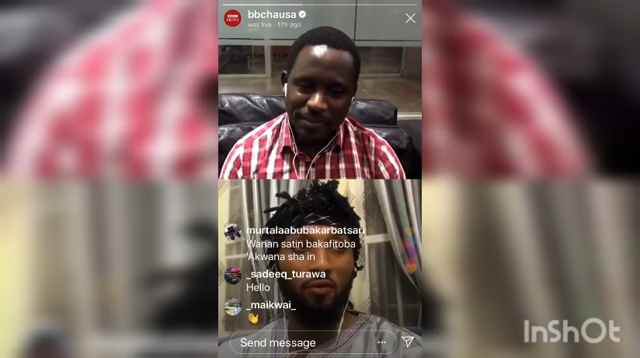 bbchausa
was live · 17h ago
murtalaabubakarbatsari
Wanan satin bakafitoba
'Akwana sha in
_sadeeq_turawa
Hello
_maikwai_
👋
Send message
InShOt